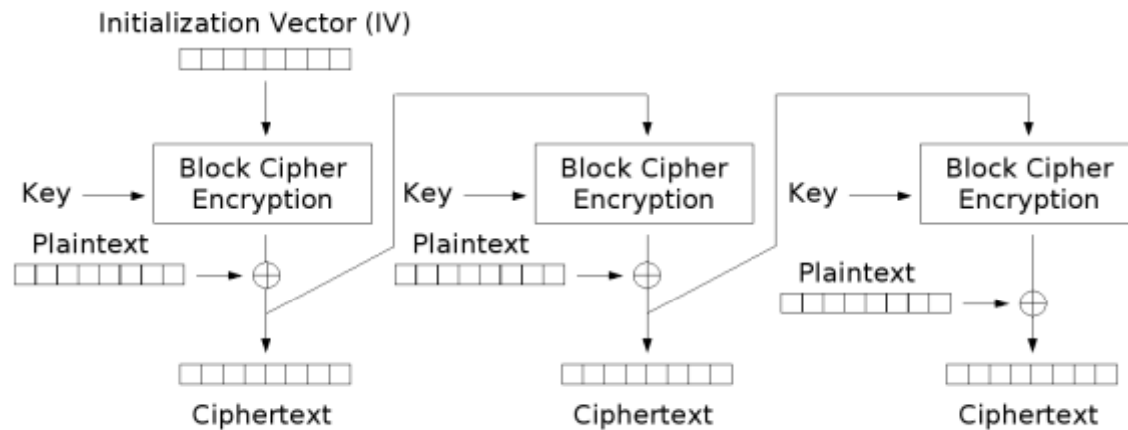 Initialization Vector (IV)
Key
Block Cipher
Encryption
Plaintext
Ciphertext
Key
Block Cipher
Encryption
Plaintext
Ciphertext
Key
Block Cipher
Encryption
Plaintext
Ciphertext